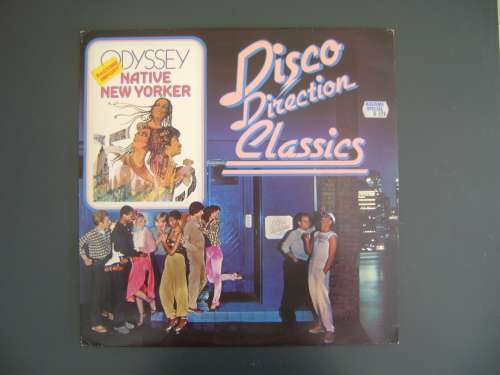 ODYSSEY
NATIVE
NEW YORKER
Disco
Direction
Classics